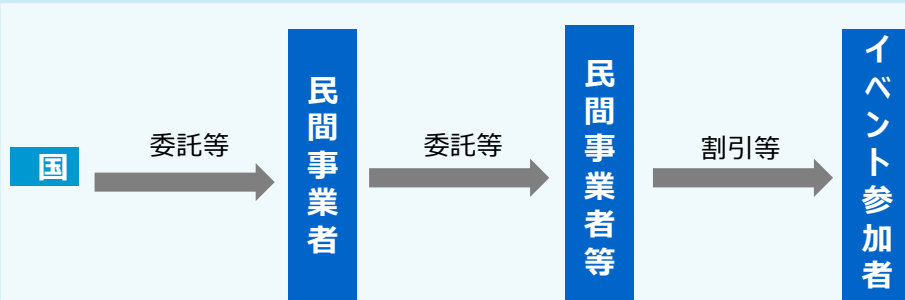 国
委託等
民間事業者
委託等
民間事業者等
割引等
イベント参加者